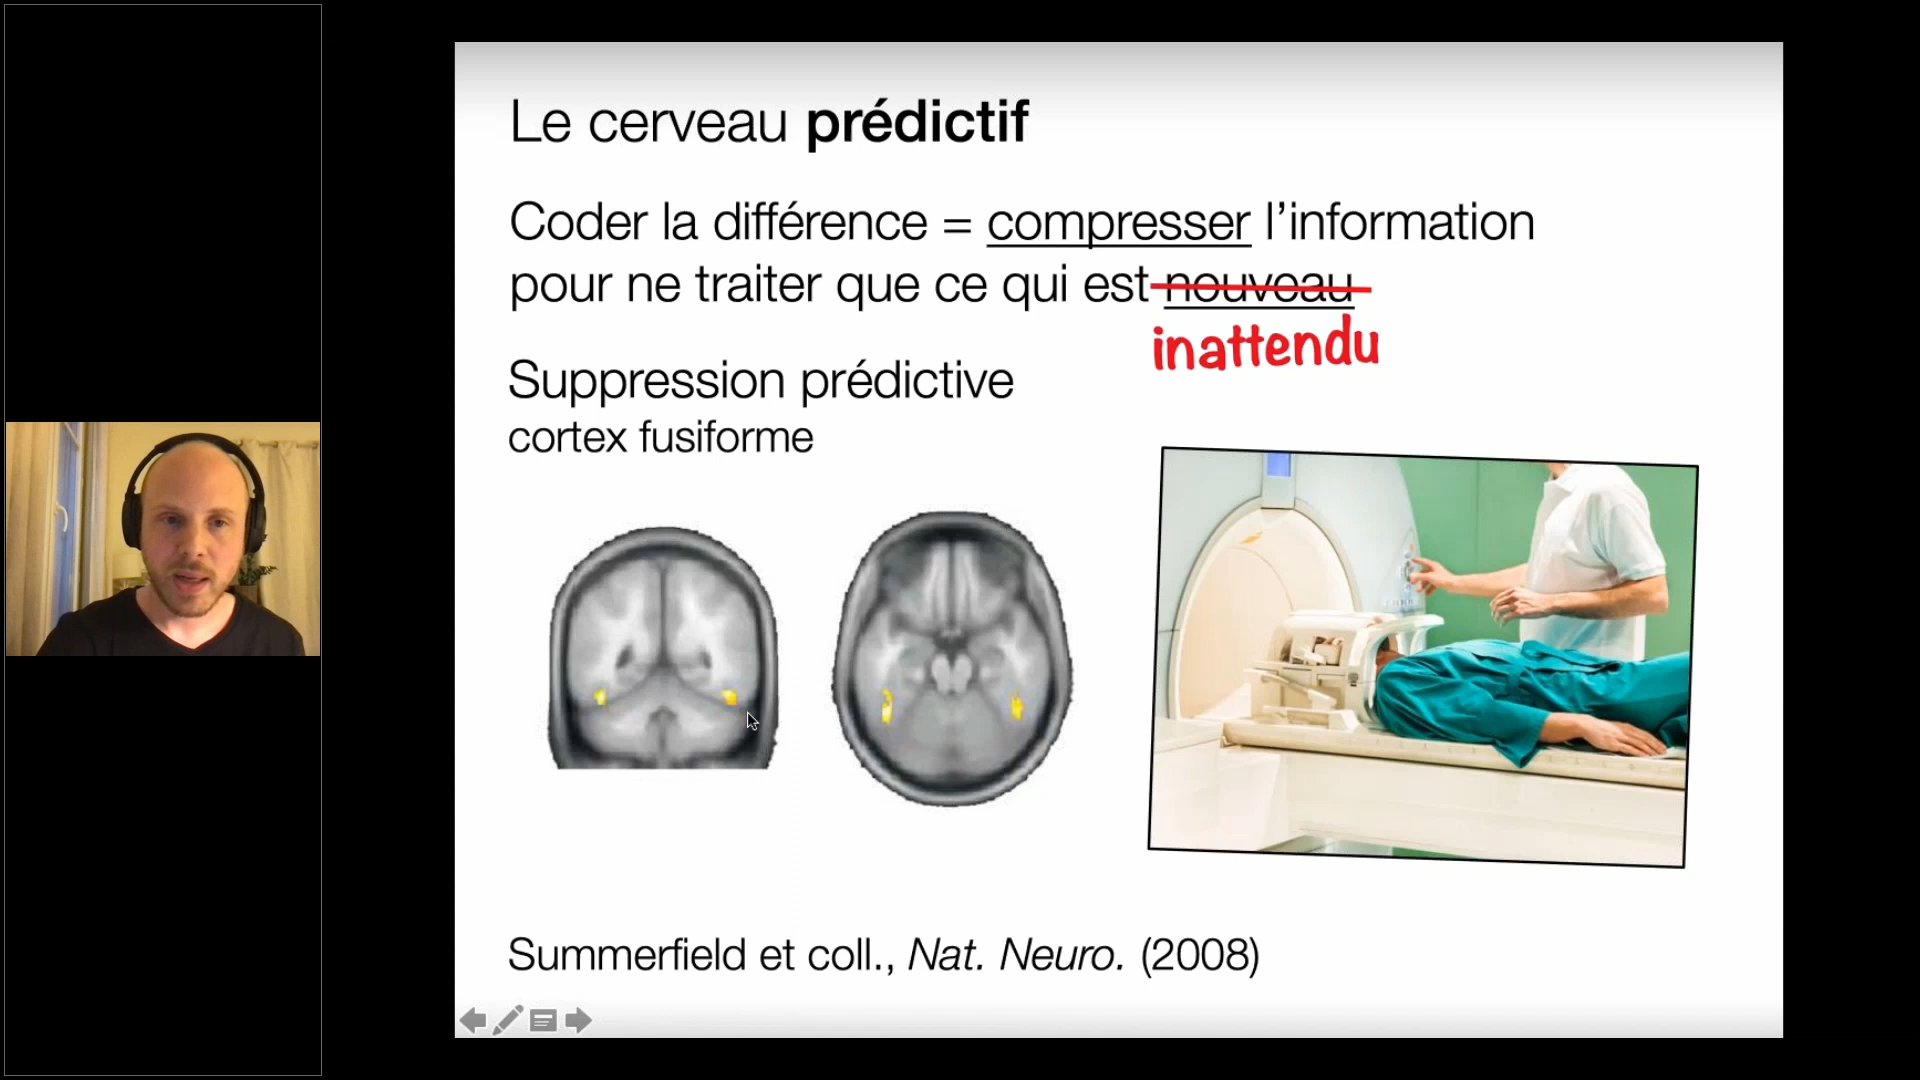 Le cerveau prédictif
Coder la différence = compresser l’information
pour ne traiter que ce qui est nouveau
inattendu
Suppression prédictive
cortex fusiforme
Summerfield et coll., Nat. Neuro. (2008)